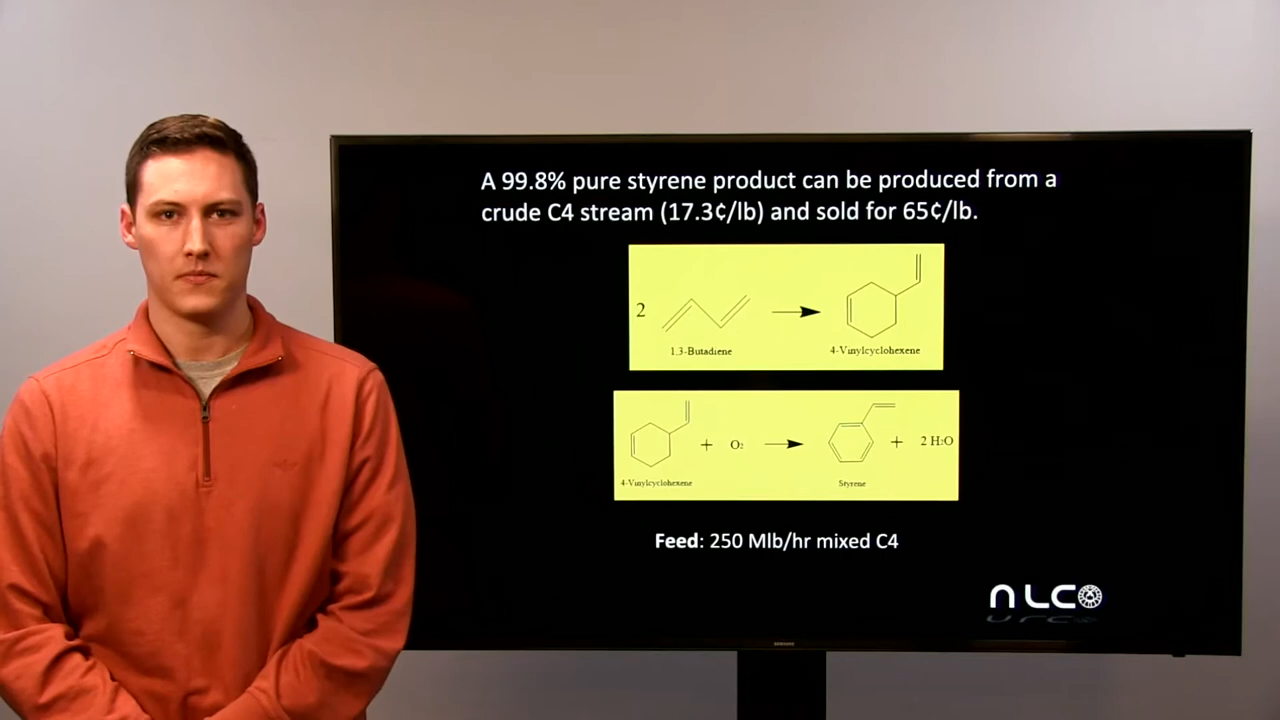 A 99.8% pure styrene product can be produced from a
crude C4 stream (17.3¢/lb) and sold for 65¢/lb.
2
1,3-Butadiene
4-Vinylcyclohexene
+ O₂ + 2 H₂O
4-Vinylcyclohexene
Styrene
Feed: 250 Mlb/hr mixed C4
NLCO
SAMSUNG